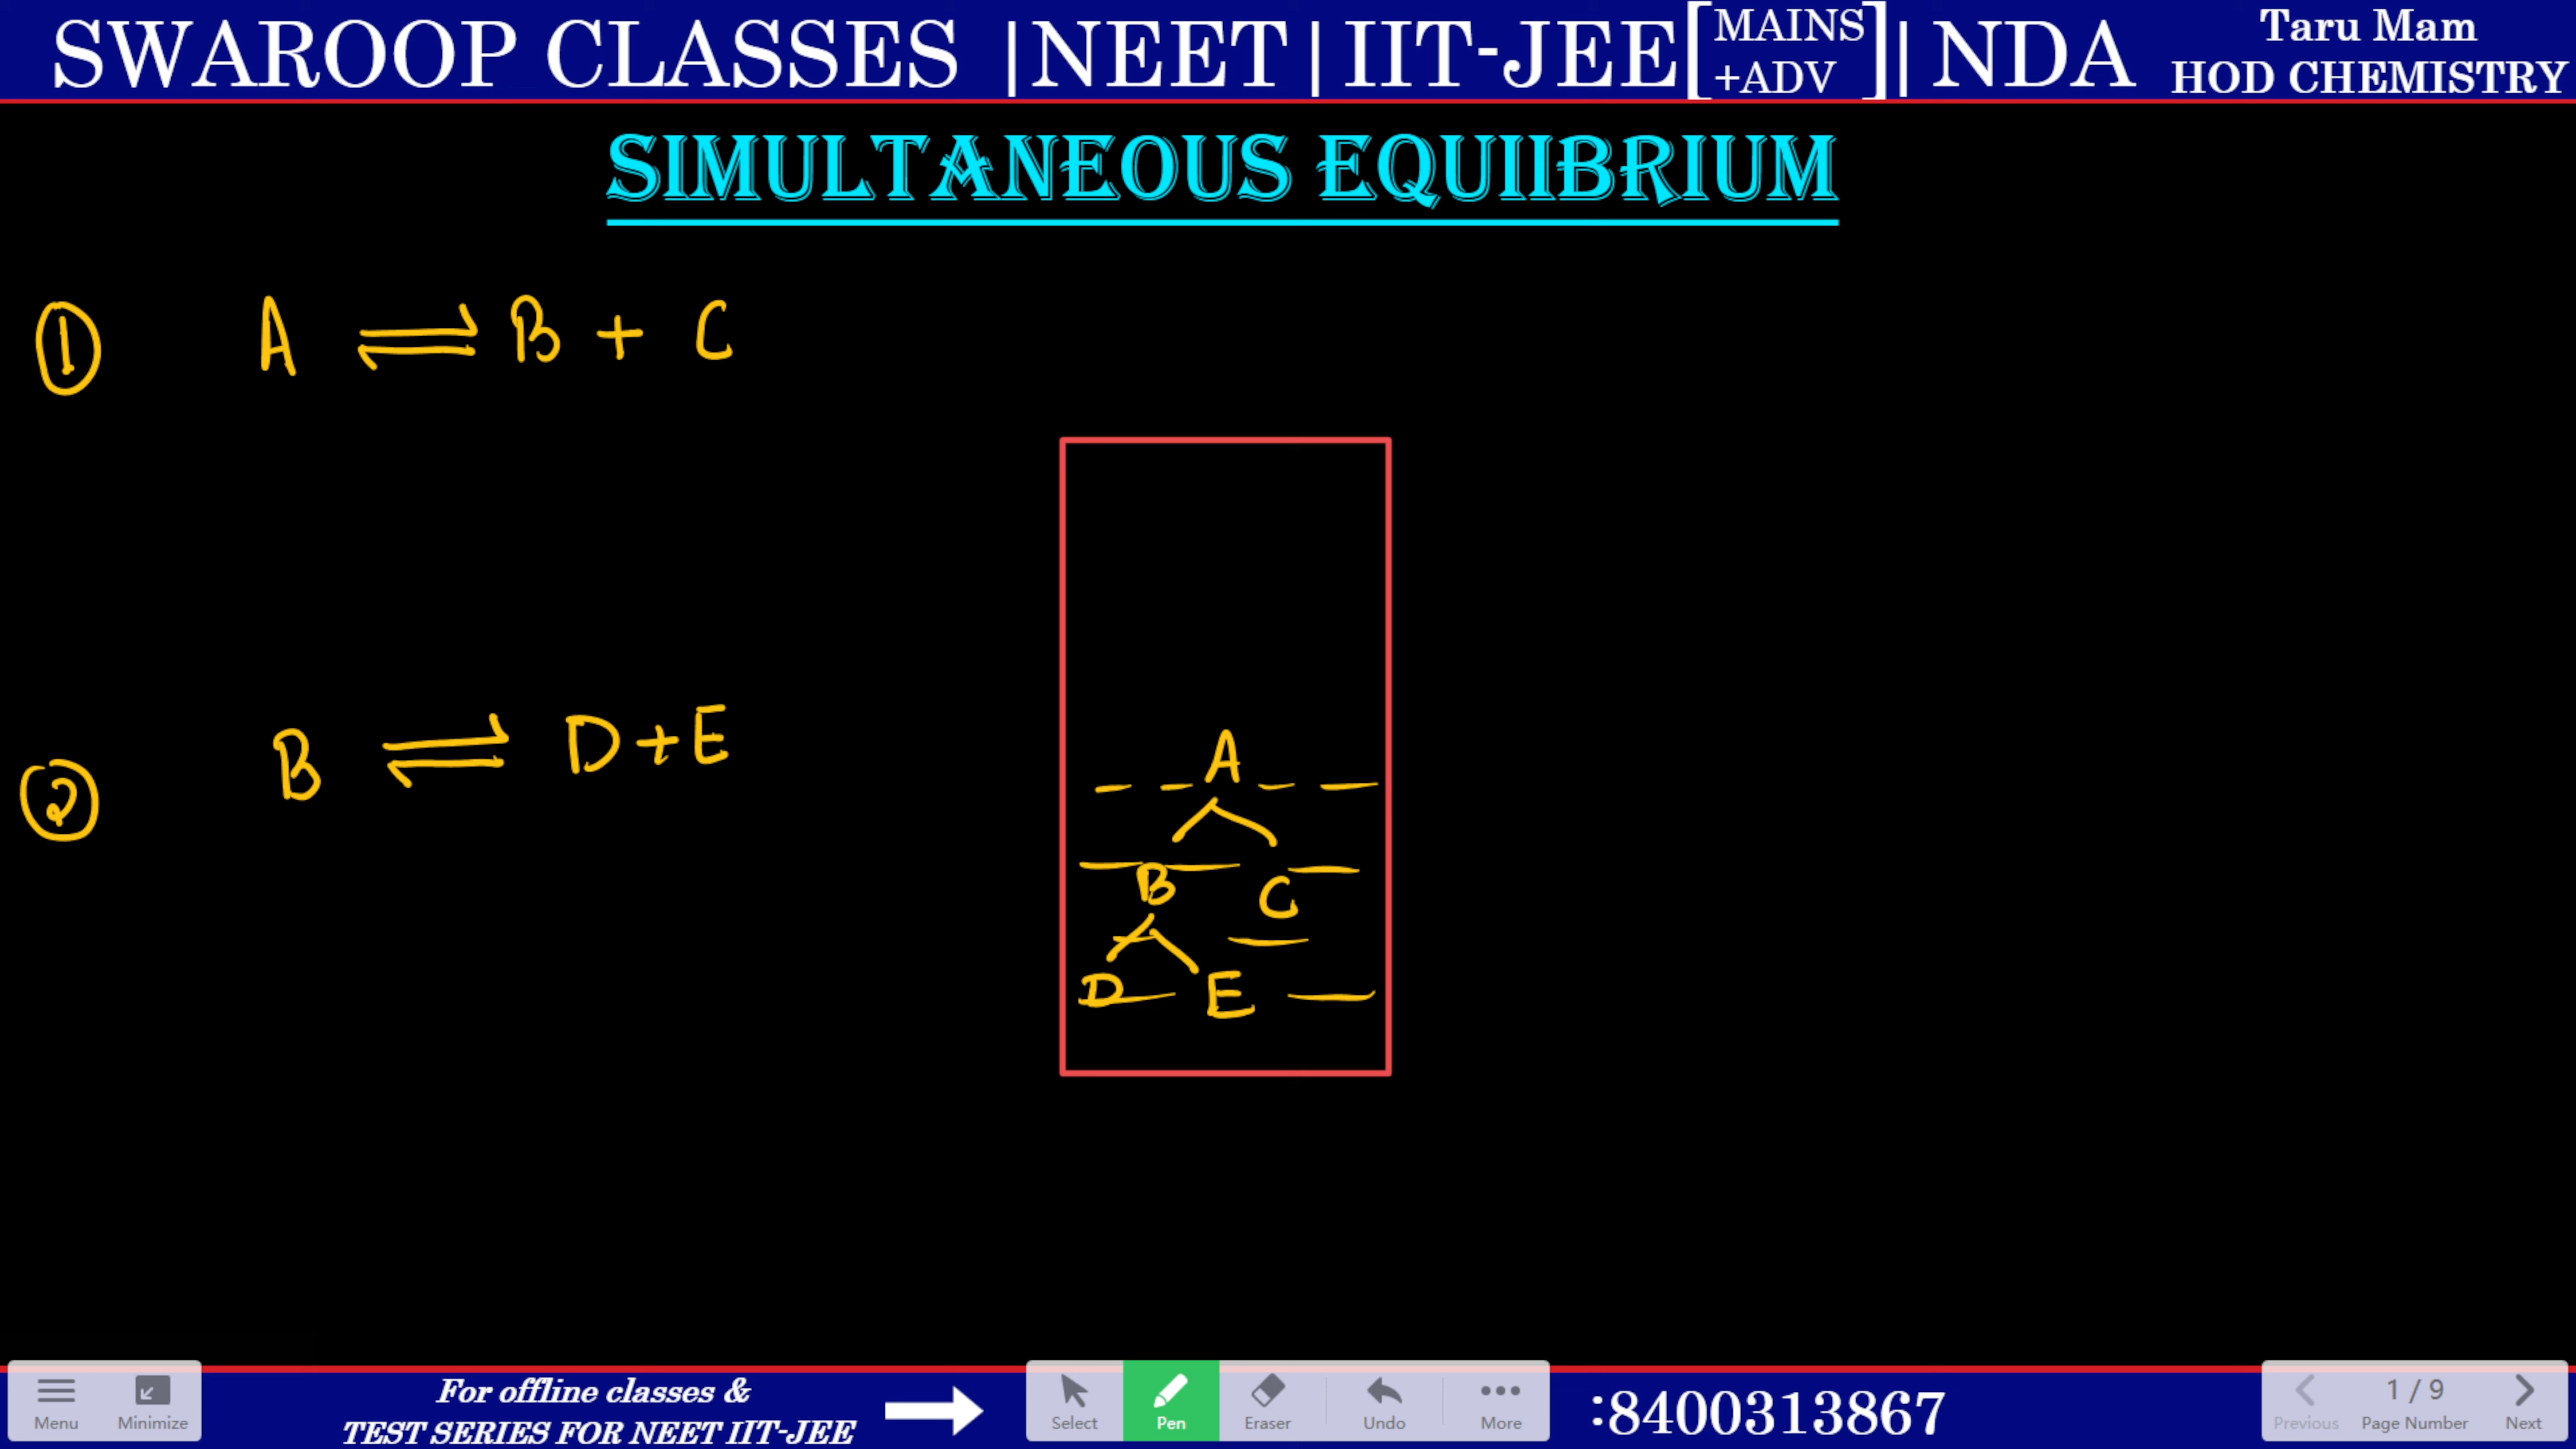 SWAROOP CLASSES |NEET| IIT-JEE[MAINS +ADV]| NDA
Taru Mam
HOD CHEMISTRY
SIMULTANEOUS EQUIIBRIUM
① A ⇌ B + C
② B ⇌ D+E
A
B C
D E
For offline classes &
TEST SERIES FOR NEET IIT-JEE
:8400313867
Menu Minimize
Select Pen Eraser Undo More
1 / 9
Previous Page Number Next